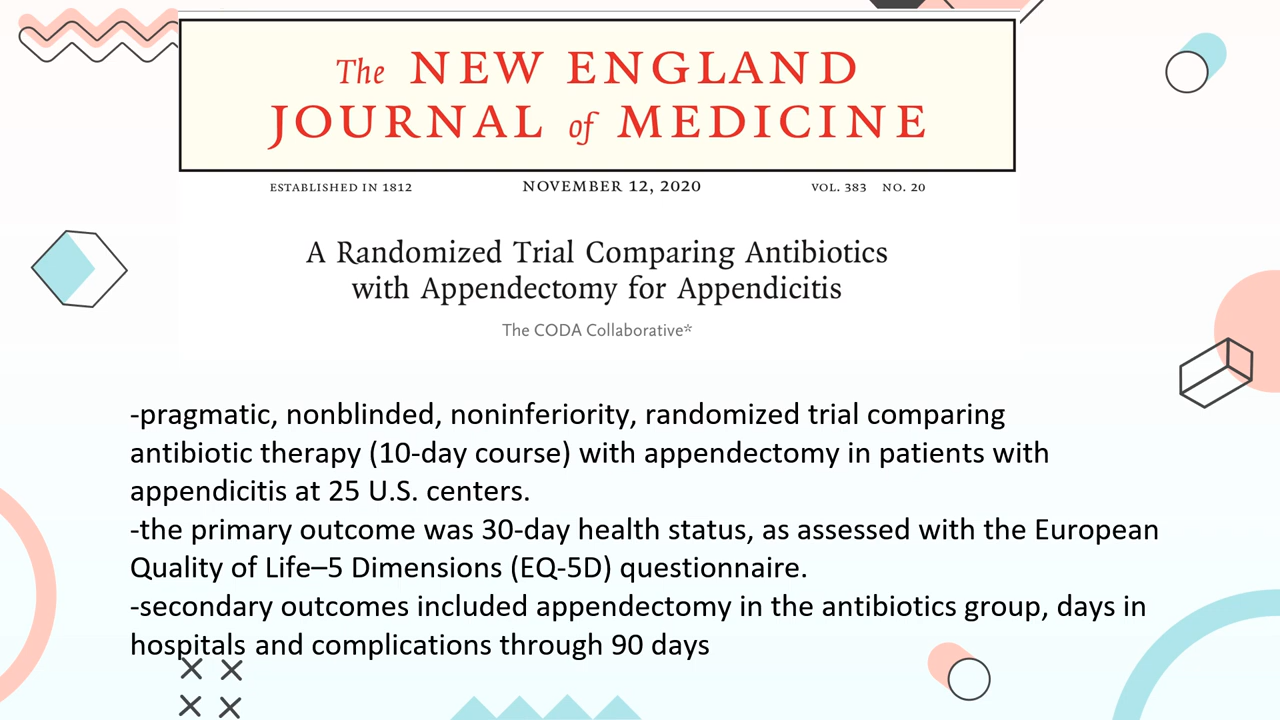 The NEW ENGLAND
JOURNAL of MEDICINE
ESTABLISHED IN 1812 NOVEMBER 12, 2020 VOL. 383 NO. 20
A Randomized Trial Comparing Antibiotics
with Appendectomy for Appendicitis
The CODA Collaborative*
-pragmatic, nonblinded, noninferiority, randomized trial comparing
antibiotic therapy (10-day course) with appendectomy in patients with
appendicitis at 25 U.S. centers.
-the primary outcome was 30-day health status, as assessed with the European
Quality of Life–5 Dimensions (EQ-5D) questionnaire.
-secondary outcomes included appendectomy in the antibiotics group, days in
hospitals and complications through 90 days